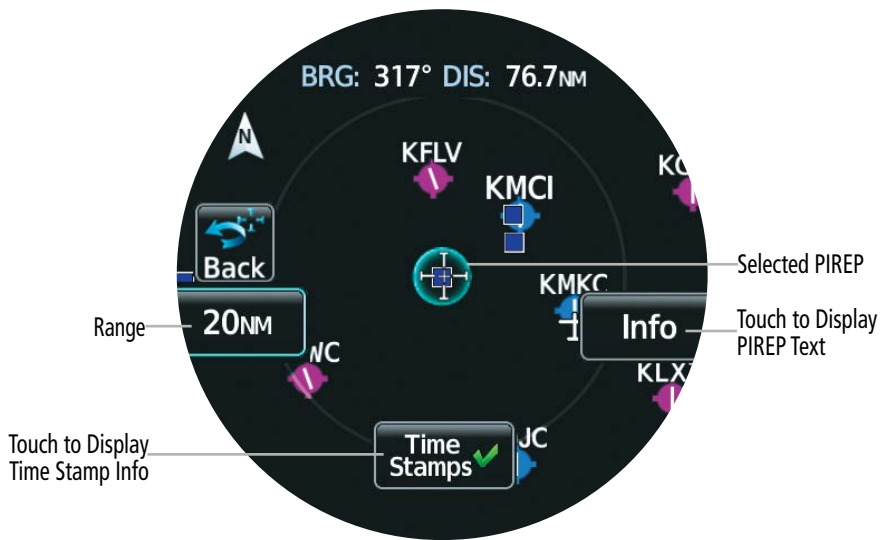 BRG: 317° DIS: 76.7NM
N
KFLV
KMCI
Back
Selected PIREP
KMKC
Range
20NM
Info
Touch to Display
PIREP Text
Touch to Display
Time Stamp Info
Time
Stamps